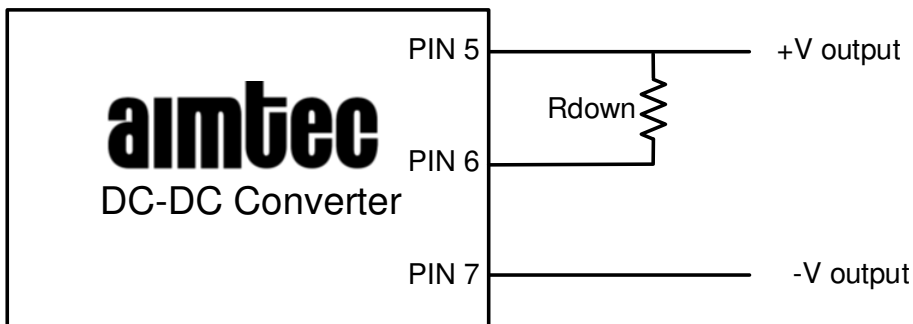 PIN 5
+V output
aimtec
Rdown
PIN 6
DC-DC Converter
PIN 7
-V output